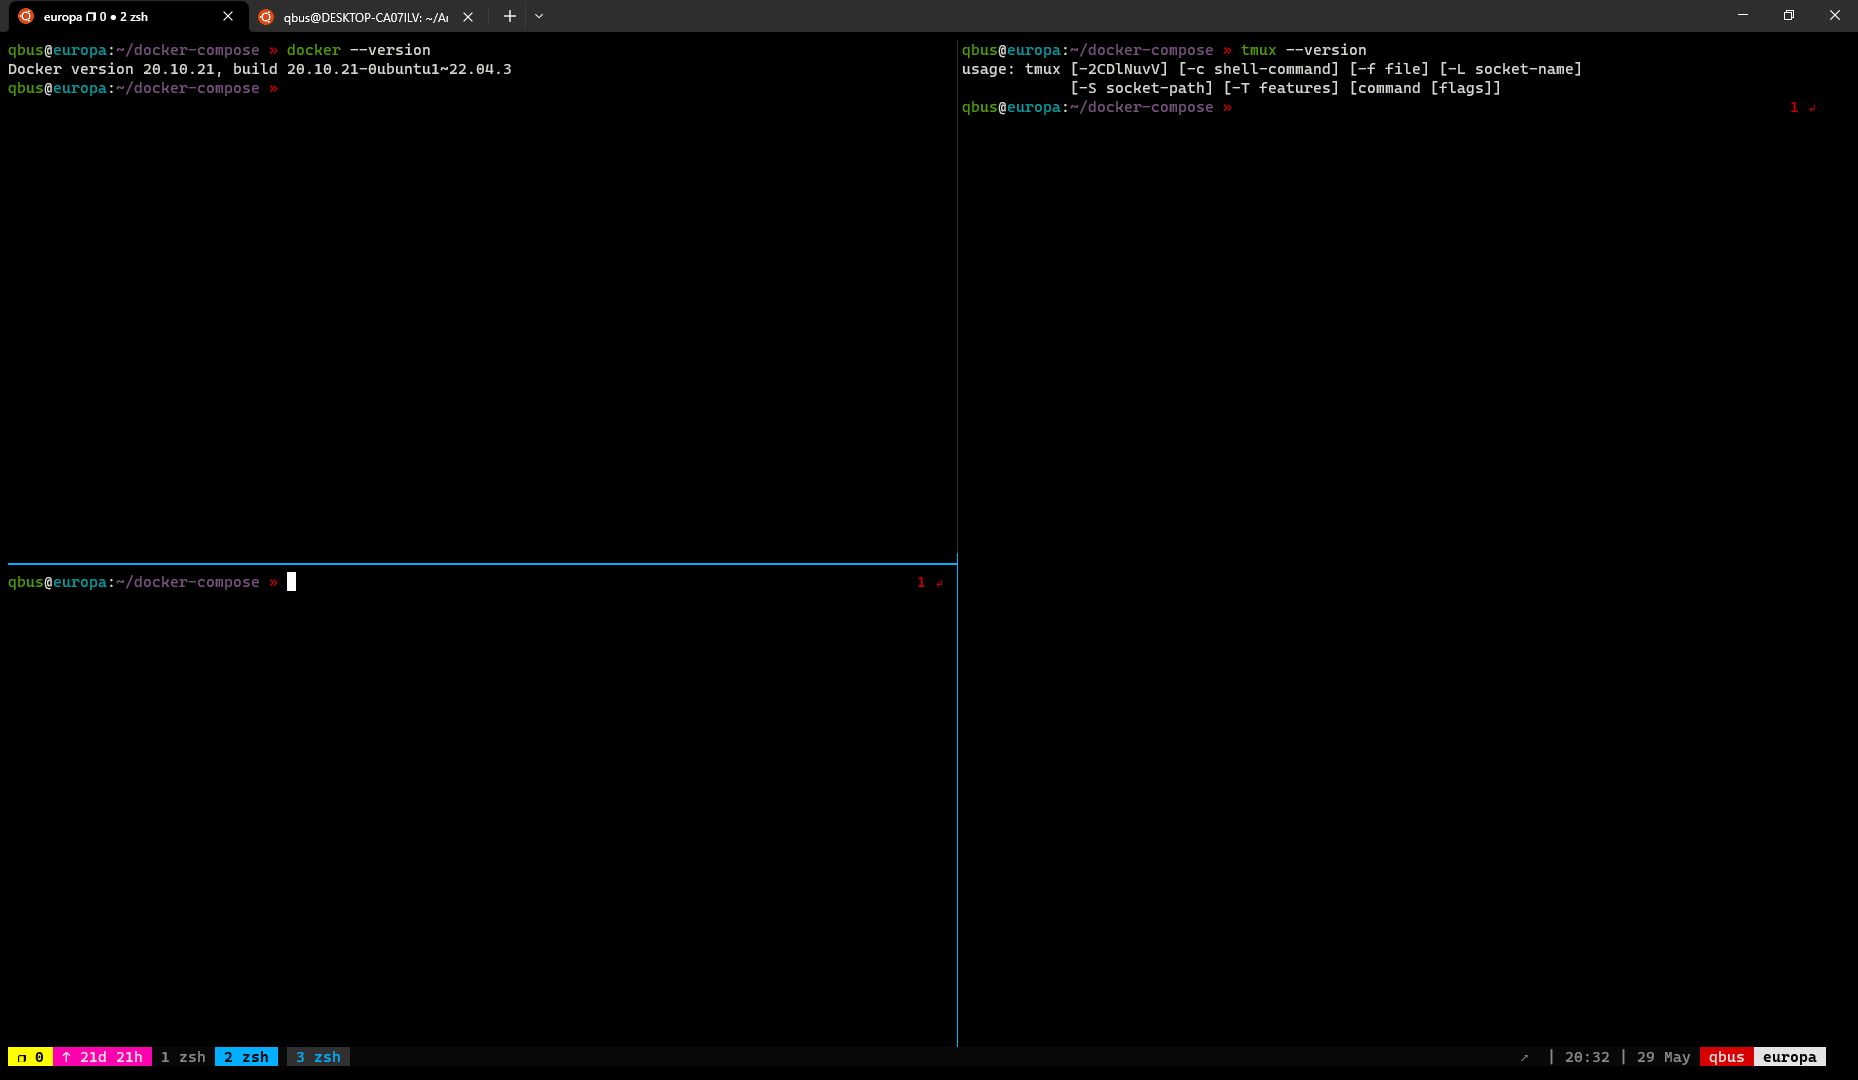 europa ❐ 0 ● 2 zsh
qbus@DESKTOP-CA07ILV: ~/A
qbus@europa:~/docker-compose » docker --version
Docker version 20.10.21, build 20.10.21-0ubuntu1~22.04.3
qbus@europa:~/docker-compose »
qbus@europa:~/docker-compose » tmux --version
usage: tmux [-2CDlNuvV] [-c shell-command] [-f file] [-L socket-name]
[-S socket-path] [-T features] [command [flags]]
qbus@europa:~/docker-compose » 1 ↲
qbus@europa:~/docker-compose » 1 ↲
❐ 0 ↑ 21d 21h 1 zsh 2 zsh 3 zsh ↗ | 20:32 | 29 May qbus europa